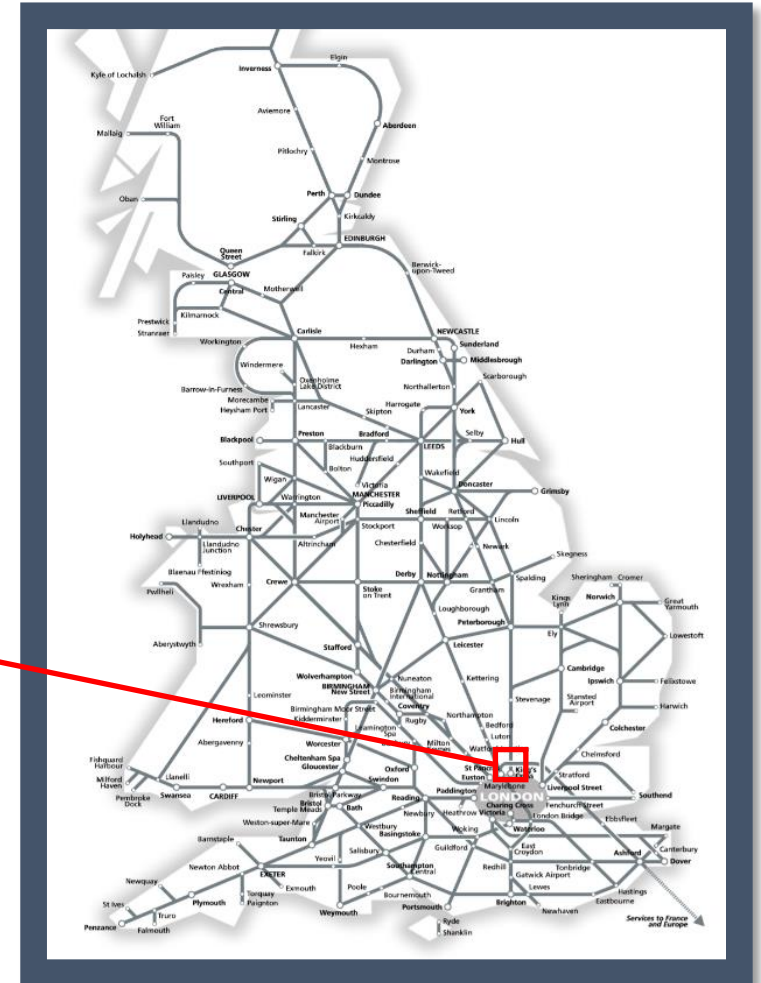 Elgin
Inverness
Kyle of Lochalsh
Aviemore
Fort
William
Mallaig
Aberdeen
Pitlochry
Montrose
Oban
Perth
Dundee
Stirling
Kirkcaldy
EDINBURGH
Queen
Street
Falkirk
Berwick-
upon-Tweed
Paisley
GLASGOW
Central
Motherwell
Prestwick
Kilmarnock
Stranraer
Carlisle
NEWCASTLE
Workington
Hexham
Sunderland
Durham
Darlington
Middlesbrough
Windermere
Scarborough
Oxenholme
Lake District
Northallerton
Barrow-in-Furness
Morecambe
Heysham Port
Lancaster
Harrogate
York
Skipton
Blackpool
Preston
Bradford
Selby
Hull
Blackburn
LEEDS
Huddersfield
Southport
Bolton
Wakefield
Wigan
Victoria
Doncaster
Grimsby
LIVERPOOL
Warrington
MANCHESTER
Piccadilly
Manchester
Airport
Sheffield
Retford
Lincoln
Llandudno
Stockport
Worksop
Holyhead
Chester
Llandudno
Junction
Altrincham
Chesterfield
Newark
Skegness
Blaenau Ffestiniog
Wrexham
Crewe
Derby
Nottingham
Spalding
Sheringham
Cromer
Pwllheli
Stoke
on Trent
Grantham
Kings
Lynn
Norwich
Great
Yarmouth
Loughborough
Shrewsbury
Peterborough
Aberystwyth
Stafford
Leicester
Ely
Lowestoft
Wolverhampton
Nuneaton
Cambridge
BIRMINGHAM
New Street
Birmingham
International
Kettering
Ipswich
Felixstowe
Leominster
Coventry
Stevenage
Stansted
Airport
Birmingham Moor Street
Rugby
Northampton
Harwich
Hereford
Kidderminster
Leamington
Spa
Bedford
Colchester
Worcester
Luton
Abergavenny
Milton
Watford
Chelmsford
Cheltenham Spa
Gloucester
Oxford
St Pancras
King's
Cross
Fishguard
Harbour
Llanelli
Euston
Stratford
Milford
Haven
Newport
Swindon
Marylebone
Liverpool Street
Pembroke
Dock
Swansea
CARDIFF
Bristol Parkway
Reading
Paddington
LONDON
Southend
Bristol
Temple Meads
Bath
Charing Cross
Fenchurch Street
Newbury
Heathrow
Victoria
London Bridge
Ebbsfleet
Weston-super-Mare
Westbury
Waterloo
Margate
Barnstaple
Taunton
Basingstoke
Woking
East
Croydon
Canterbury
Salisbury
Guildford
Ashford
Newton Abbot
Yeovil
Southampton
Central
Redhill
Tonbridge
Dover
EXETER
Gatwick Airport
Newquay
Exmouth
Poole
Lewes
Hastings
Torquay
Paignton
Bournemouth
Eastbourne
St Ives
Plymouth
Portsmouth
Brighton
Newhaven
Truro
Weymouth
Penzance
Falmouth
Ryde
Shanklin
Services to France
and Europe